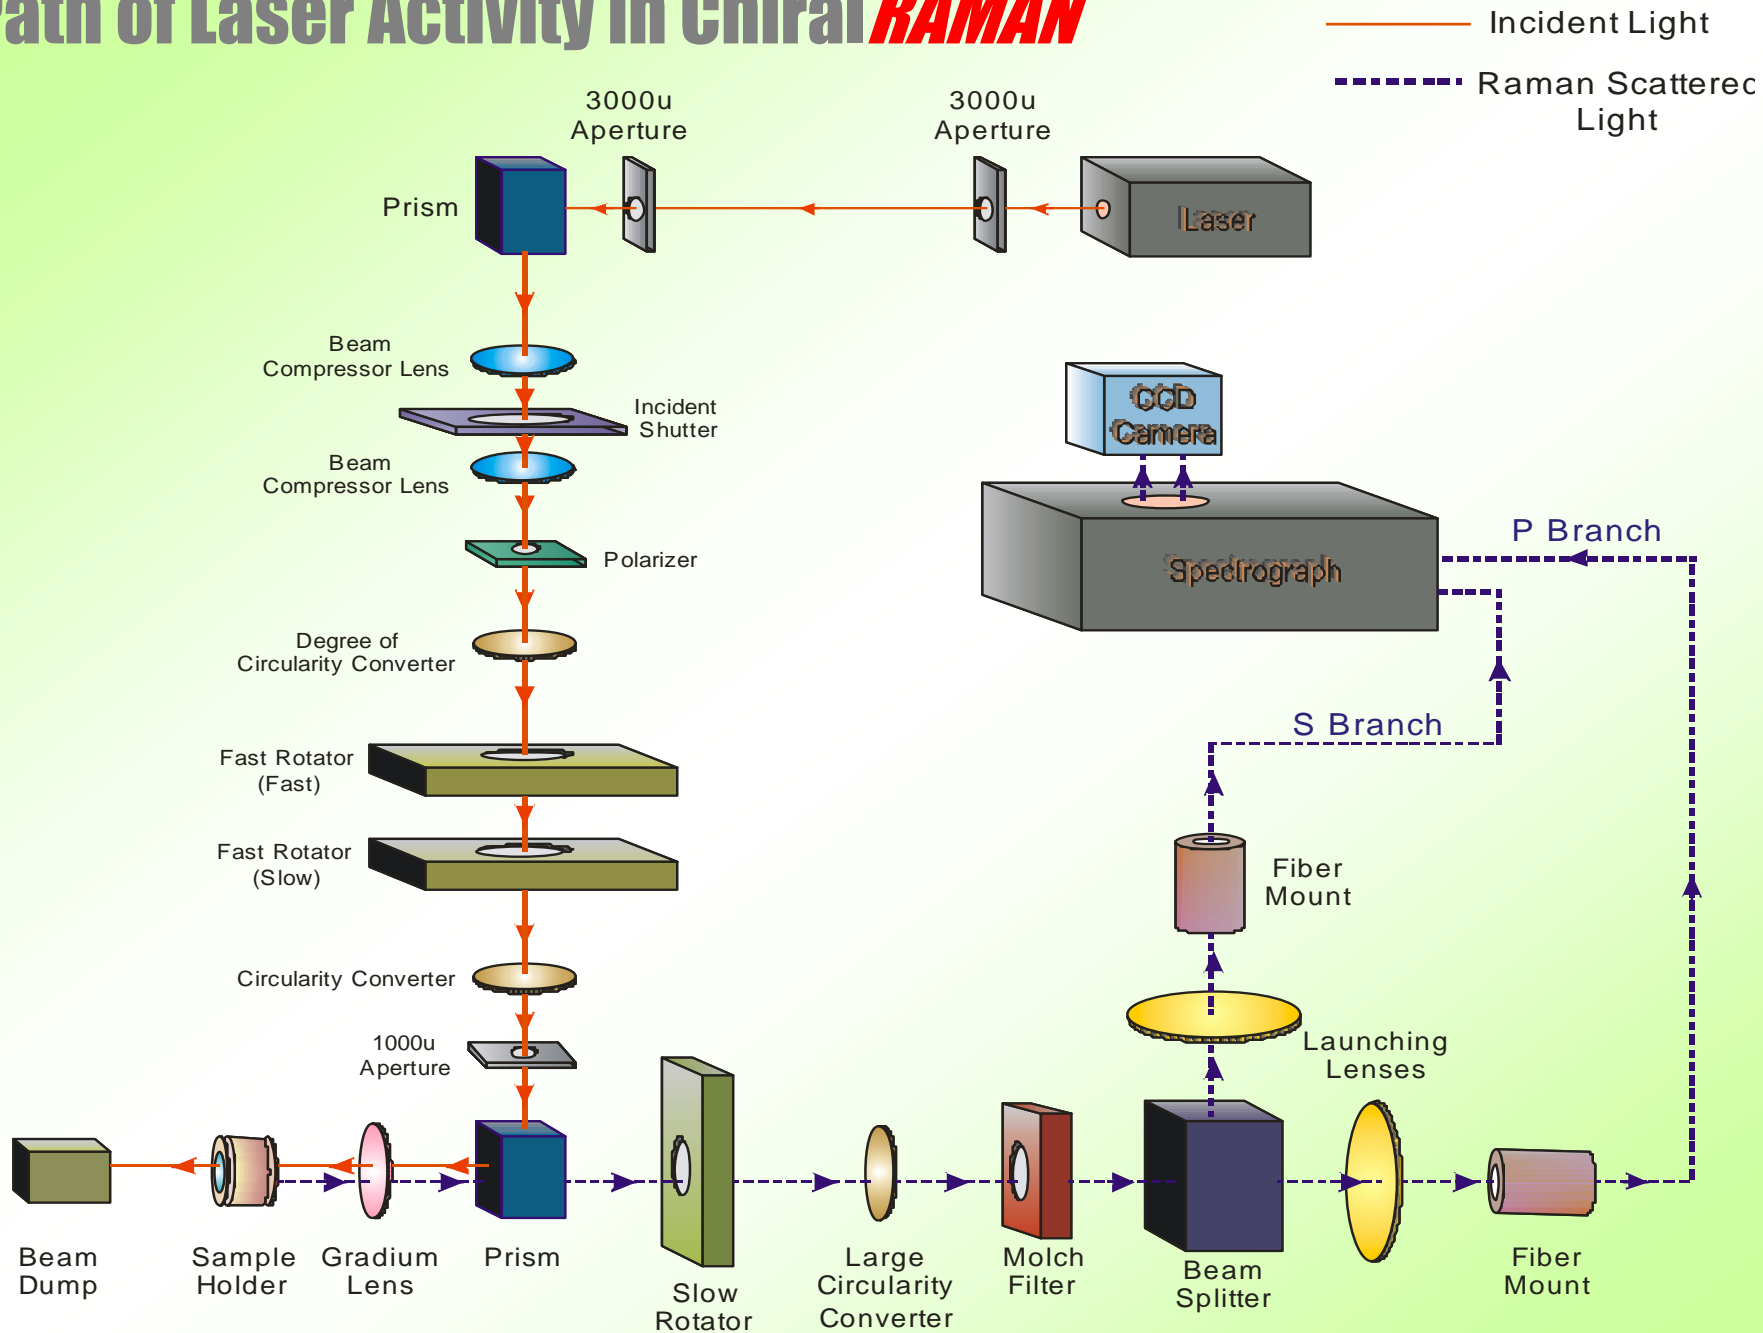 Path of Laser Activity in Chiral RAMAN
Incident Light
Raman Scattered
Light
3000u
Aperture
3000u
Aperture
Prism
Laser
Beam
Compressor Lens
Incident
Shutter
Beam
Compressor Lens
CCD
Camera
Polarizer
Spectrograph
P Branch
Degree of
Circularity Converter
S Branch
Fast Rotator
(Fast)
Fast Rotator
(Slow)
Fiber
Mount
Circularity Converter
1000u
Aperture
Launching
Lenses
Beam
Dump
Sample
Holder
Gradium
Lens
Prism
Slow
Rotator
Large
Circularity
Converter
Molch
Filter
Beam
Splitter
Fiber
Mount